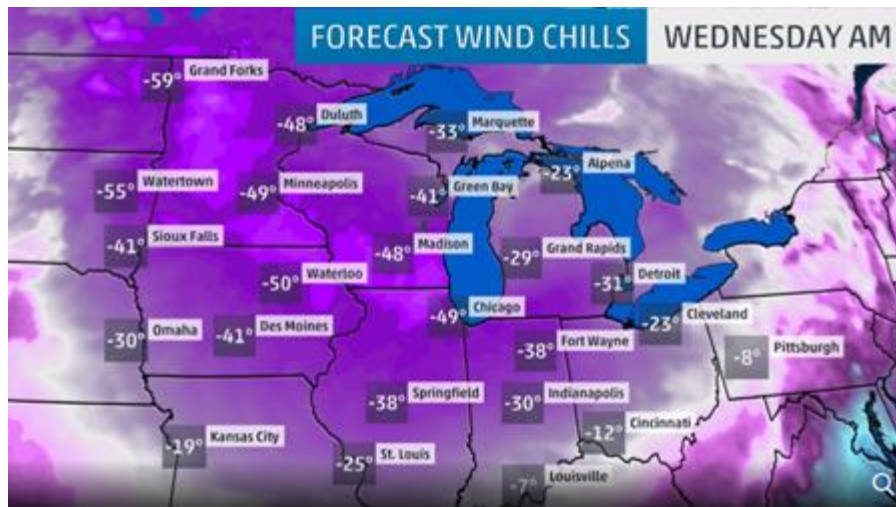 FORECAST WIND CHILLS WEDNESDAY AM
-59° Grand Forks
-48° Duluth
-33° Marquette
-23° Alpena
-55° Watertown
-49° Minneapolis
-41° Green Bay
-41° Sioux Falls
-48° Madison
-29° Grand Rapids
-50° Waterloo
-31° Detroit
-49° Chicago
-23° Cleveland
-30° Omaha
-41° Des Moines
-38° Fort Wayne
-8° Pittsburgh
-38° Springfield
-30° Indianapolis
-12° Cincinnati
-19° Kansas City
-25° St. Louis
-7° Louisville